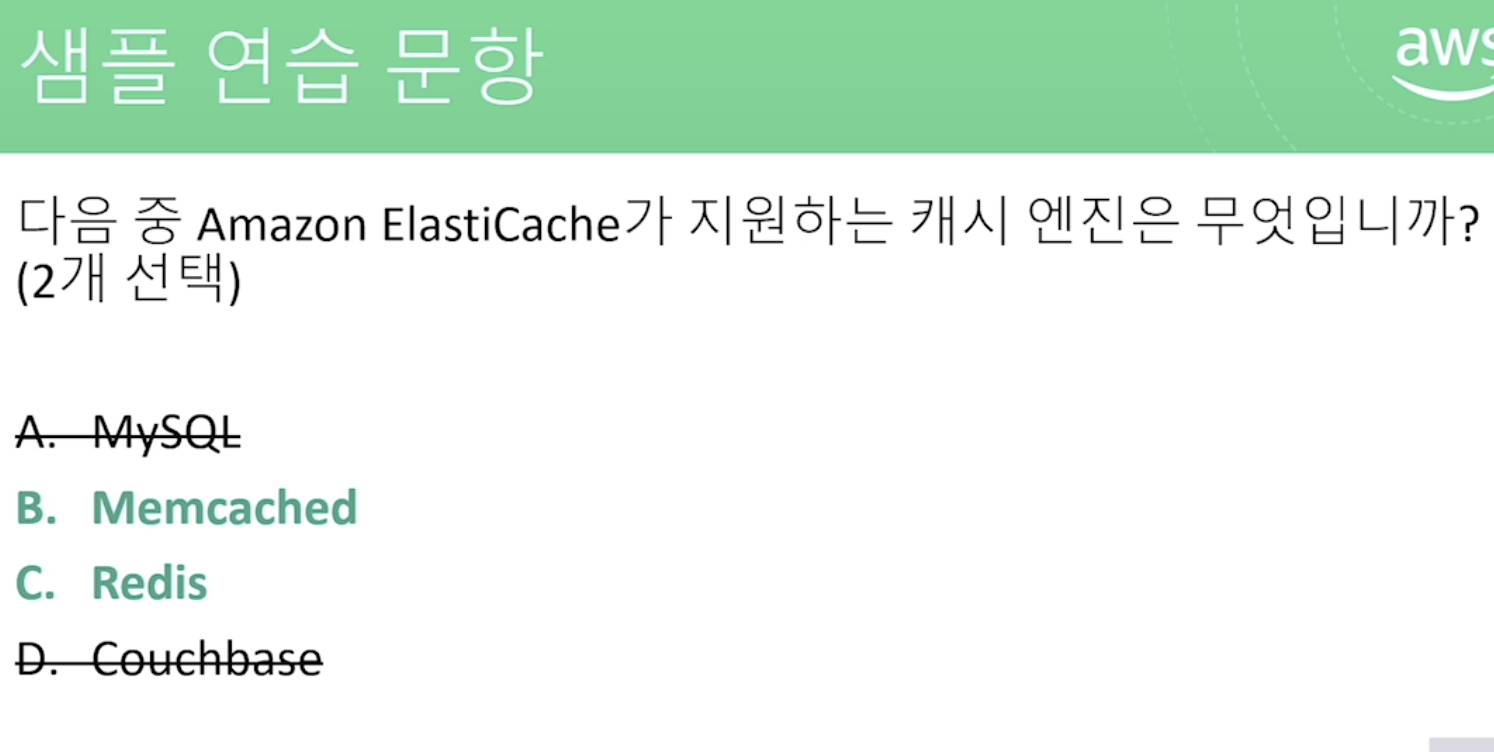 샘플 연습 문항
aws
다음 중 Amazon ElastiCache가 지원하는 캐시 엔진은 무엇입니까?
(2개 선택)
A. MySQL
B. Memcached
C. Redis
D. Couchbase